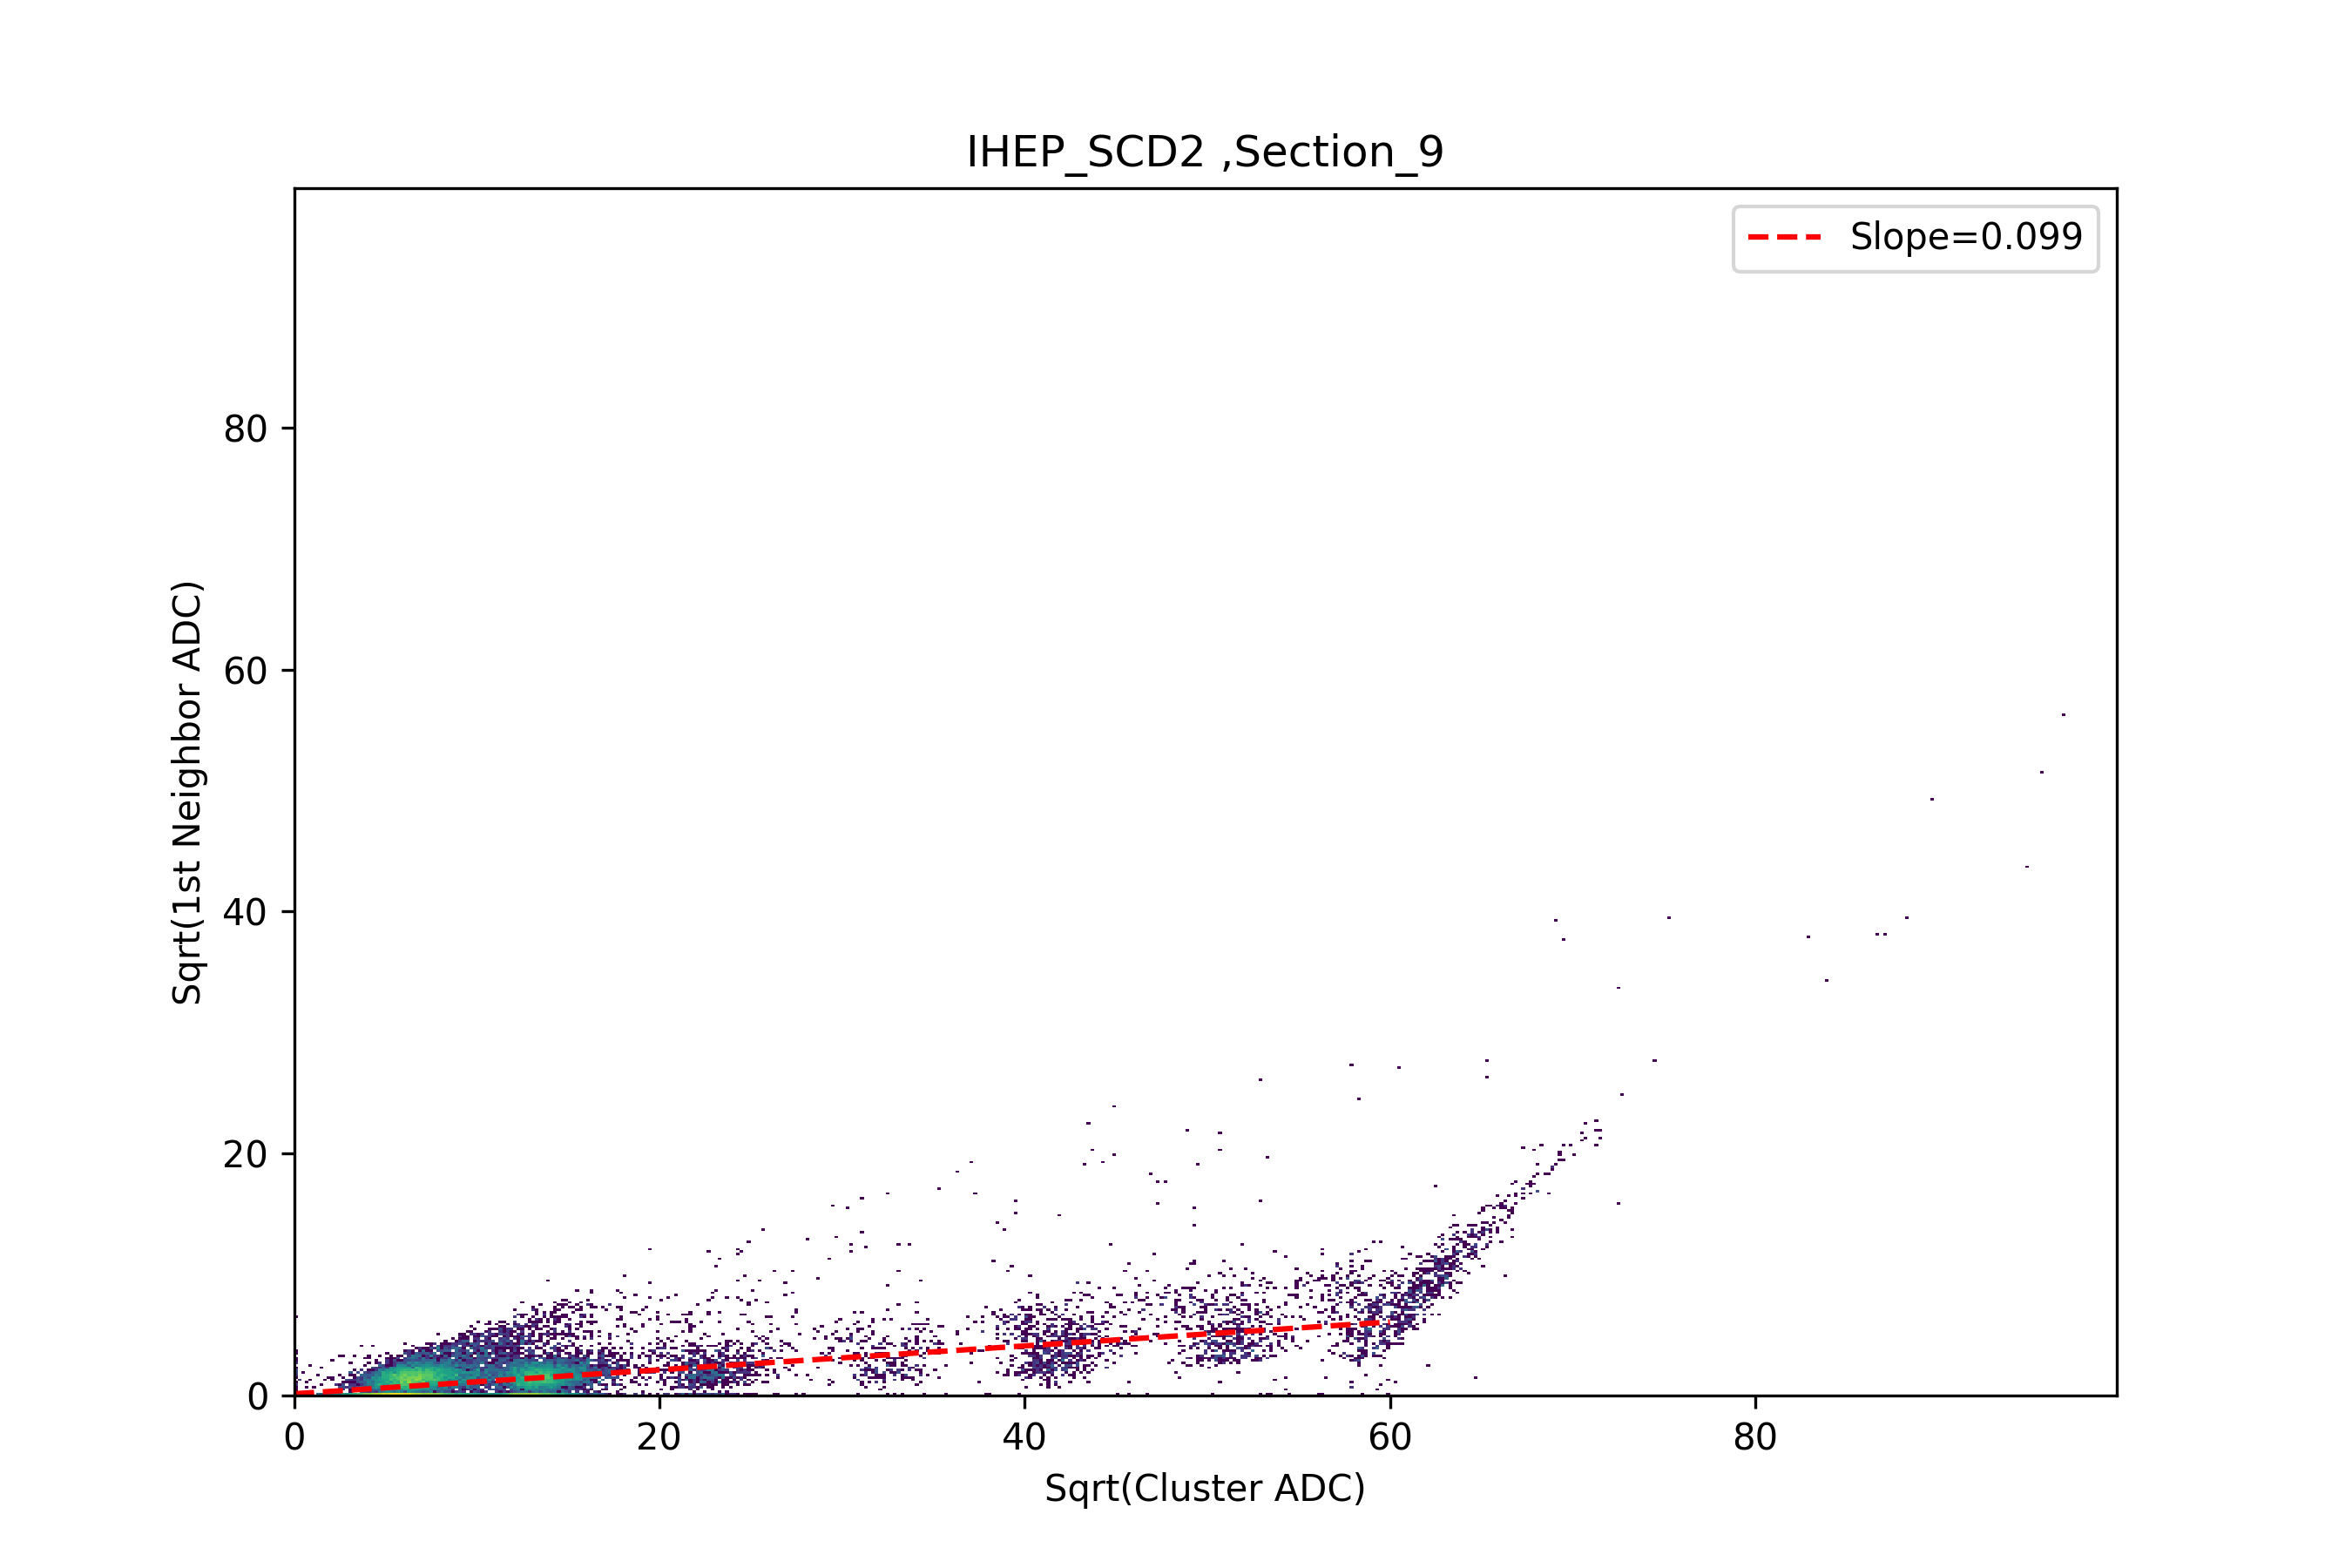 IHEP_SCD2 ,Section_9
Slope=0.099
Sqrt(1st Neighbor ADC)
80
60
40
20
0
0 20 40 60 80
Sqrt(Cluster ADC)